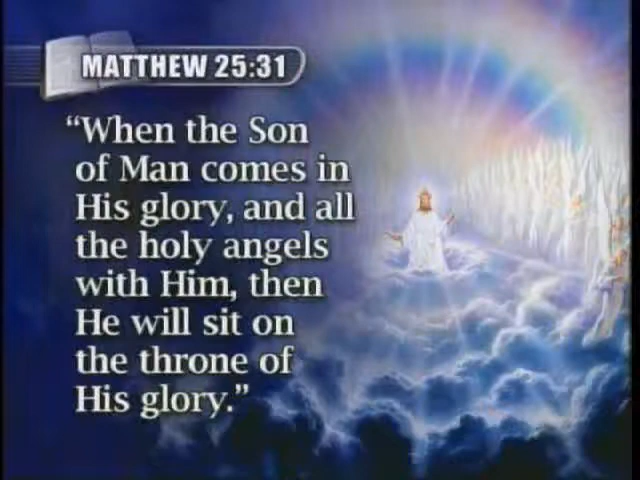 MATTHEW 25:31
“When the Son
of Man comes in
His glory, and all
the holy angels
with Him, then
He will sit on
the throne of
His glory.”